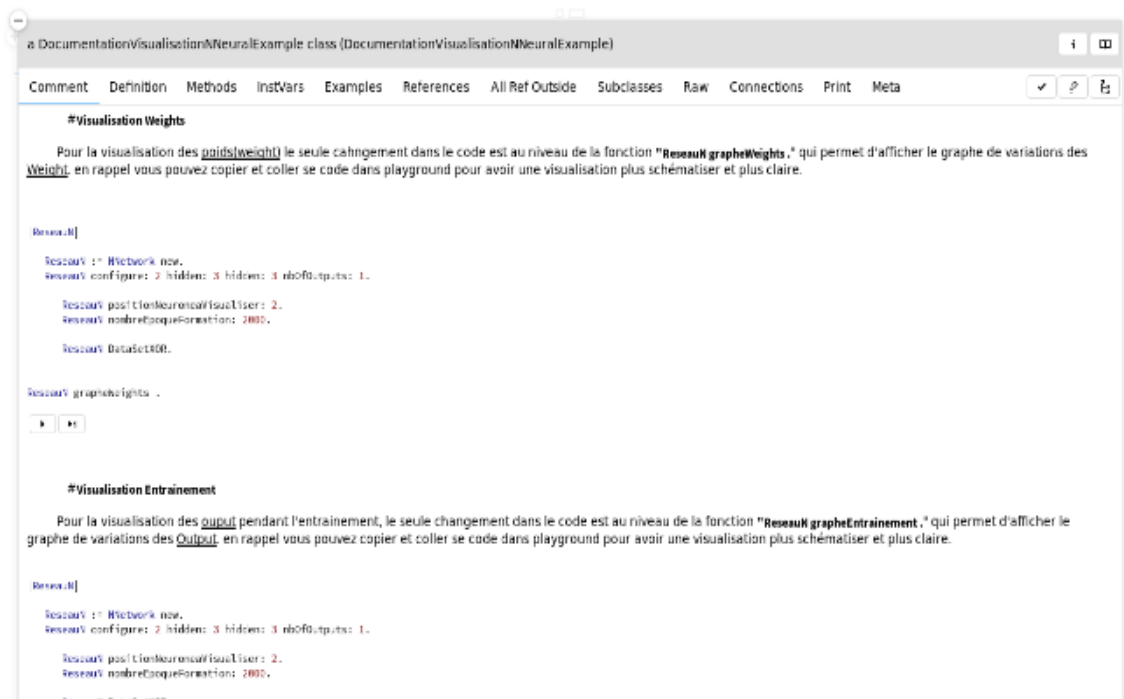 a DocumentationVisualisationNNeuralExample class (DocumentationVisualisationNNeuralExample)
Comment Definition Methods InstVars Examples References All Ref Outside Subclasses Raw Connections Print Meta
#Visualisation Weights
Pour la visualisation des poids(weight) le seule cahngement dans le code est au niveau de la fonction "ReseauN grapheWeights ." qui permet d'afficher le graphe de variations des
Weight. en rappel vous pouvez copier et coller se code dans playground pour avoir une visualisation plus schématiser et plus claire.
ReseauN|
ReseauN := NNetwork new.
ReseauN configure: 2 hidden: 3 hidden: 3 nbOfOutputs: 1.
ReseauN positionNeuroneaVisualiser: 2.
ReseauN nombreEpoqueFormation: 2000.
ReseauN DataSetXOR.
ReseauN grapheWeights .
#Visualisation Entrainement
Pour la visualisation des ouput pendant l'entrainement, le seule changement dans le code est au niveau de la fonction "ReseauN grapheEntrainement ." qui permet d'afficher le
graphe de variations des Output. en rappel vous pouvez copier et coller se code dans playground pour avoir une visualisation plus schématiser et plus claire.
ReseauN|
ReseauN := NNetwork new.
ReseauN configure: 2 hidden: 3 hidden: 3 nbOfOutputs: 1.
ReseauN positionNeuroneaVisualiser: 2.
ReseauN nombreEpoqueFormation: 2000.